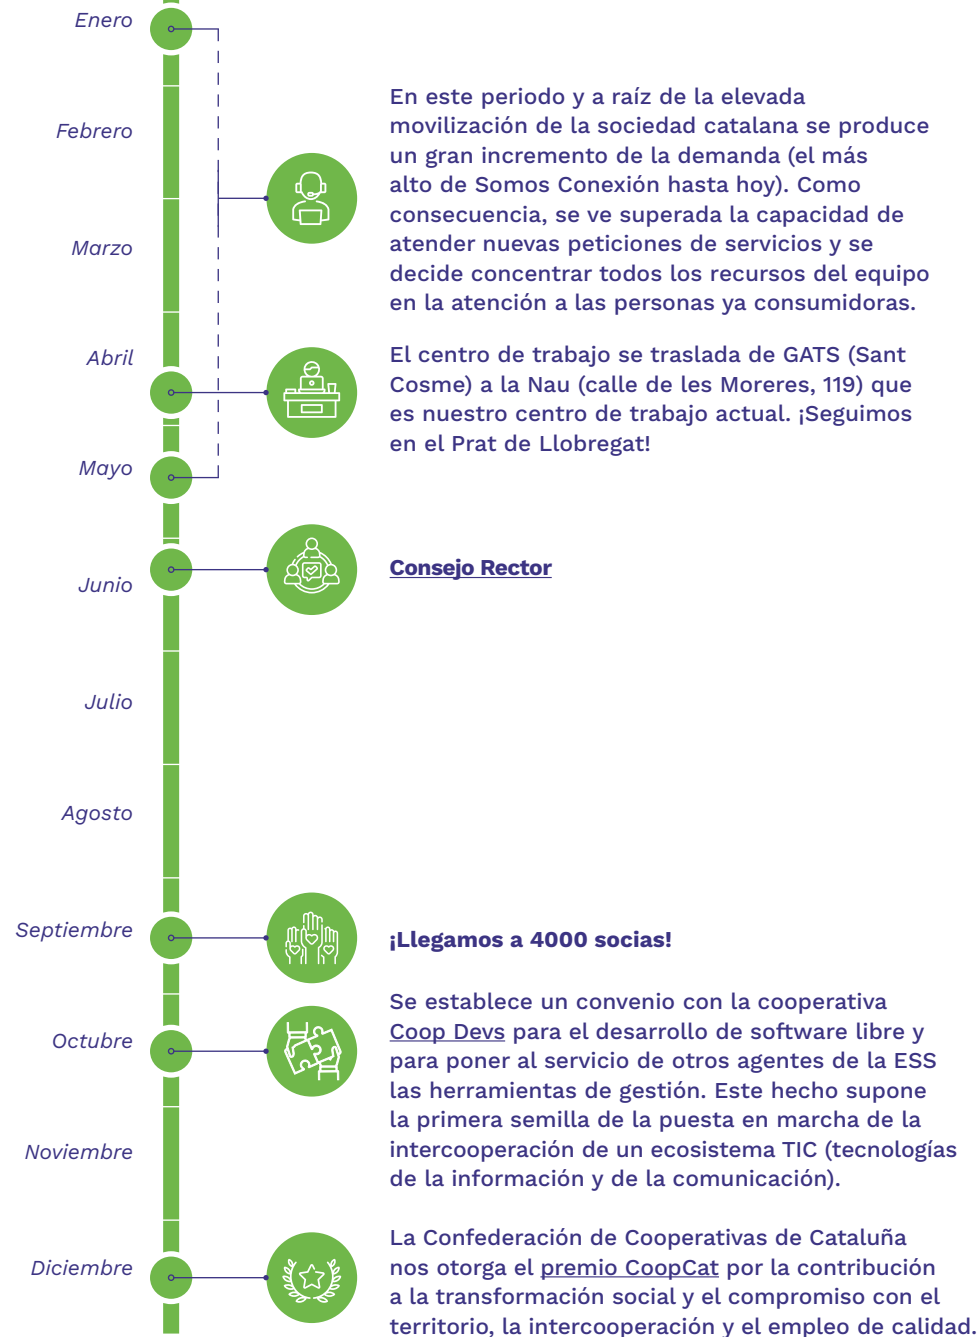 Enero
Febrero
En este periodo y a raíz de la elevada
movilización de la sociedad catalana se produce
un gran incremento de la demanda (el más
alto de Somos Conexión hasta hoy). Como
consecuencia, se ve superada la capacidad de
atender nuevas peticiones de servicios y se
decide concentrar todos los recursos del equipo
en la atención a las personas ya consumidoras.
Marzo
Abril
El centro de trabajo se traslada de GATS (Sant
Cosme) a la Nau (calle de les Moreres, 119) que
es nuestro centro de trabajo actual. ¡Seguimos
en el Prat de Llobregat!
Mayo
Junio
Consejo Rector
Julio
Agosto
Septiembre
¡Llegamos a 4000 socias!
Octubre
Se establece un convenio con la cooperativa
Coop Devs para el desarrollo de software libre y
para poner al servicio de otros agentes de la ESS
las herramientas de gestión. Este hecho supone
la primera semilla de la puesta en marcha de la
intercooperación de un ecosistema TIC (tecnologías
de la información y de la comunicación).
Noviembre
Diciembre
La Confederación de Cooperativas de Cataluña
nos otorga el premio CoopCat por la contribución
a la transformación social y el compromiso con el
territorio, la intercooperación y el empleo de calidad.